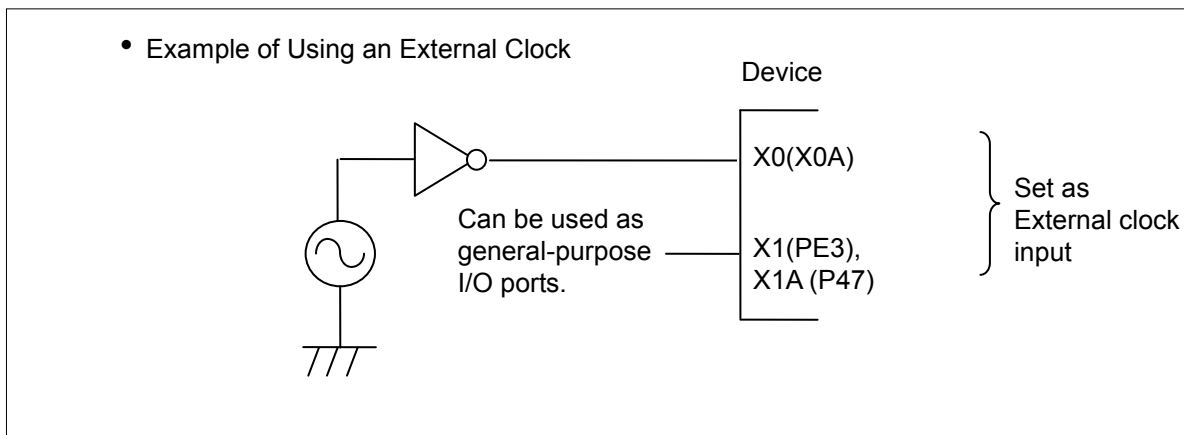 • Example of Using an External Clock
Device
X0(X0A)
Can be used as
general-purpose
I/O ports.
X1(PE3),
X1A (P47)
Set as
External clock
input